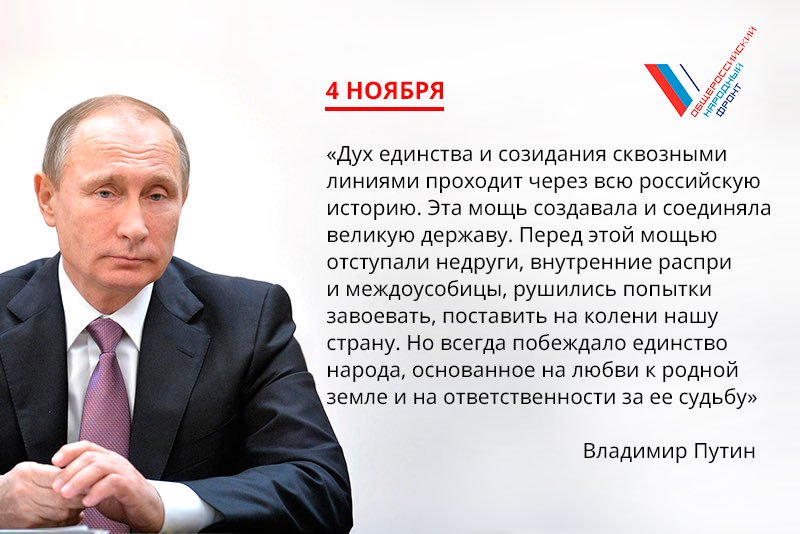 4 НОЯБРЯ
ОБЩЕРОССИЙСКИЙ
НАРОДНЫЙ
ФРОНТ
«Дух единства и созидания сквозными
линиями проходит через всю российскую
историю. Эта мощь создавала и соединяла
великую державу. Перед этой мощью
отступали недруги, внутренние распри
и междоусобицы, рушились попытки
завоевать, поставить на колени нашу
страну. Но всегда побеждало единство
народа, основанное на любви к родной
земле и на ответственности за ее судьбу»
Владимир Путин